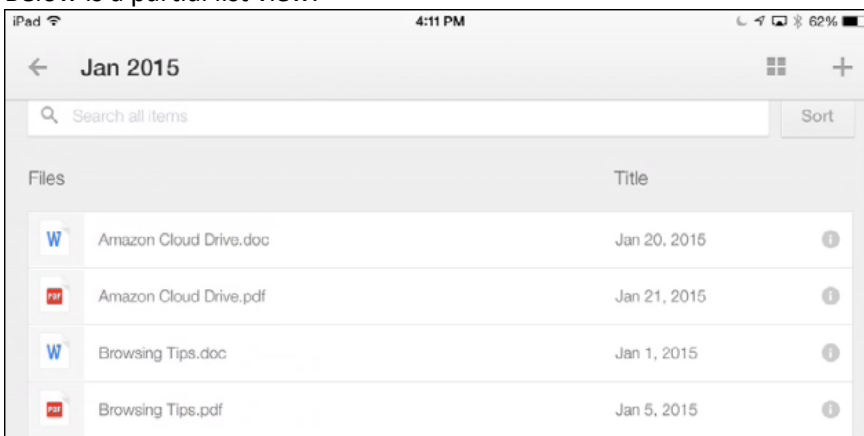 Below is a partial list view:
iPad 4:11 PM 62%
Jan 2015
Search all items Sort
Files Title
W Amazon Cloud Drive.doc Jan 20, 2015
PDF Amazon Cloud Drive.pdf Jan 21, 2015
W Browsing Tips.doc Jan 1, 2015
PDF Browsing Tips.pdf Jan 5, 2015